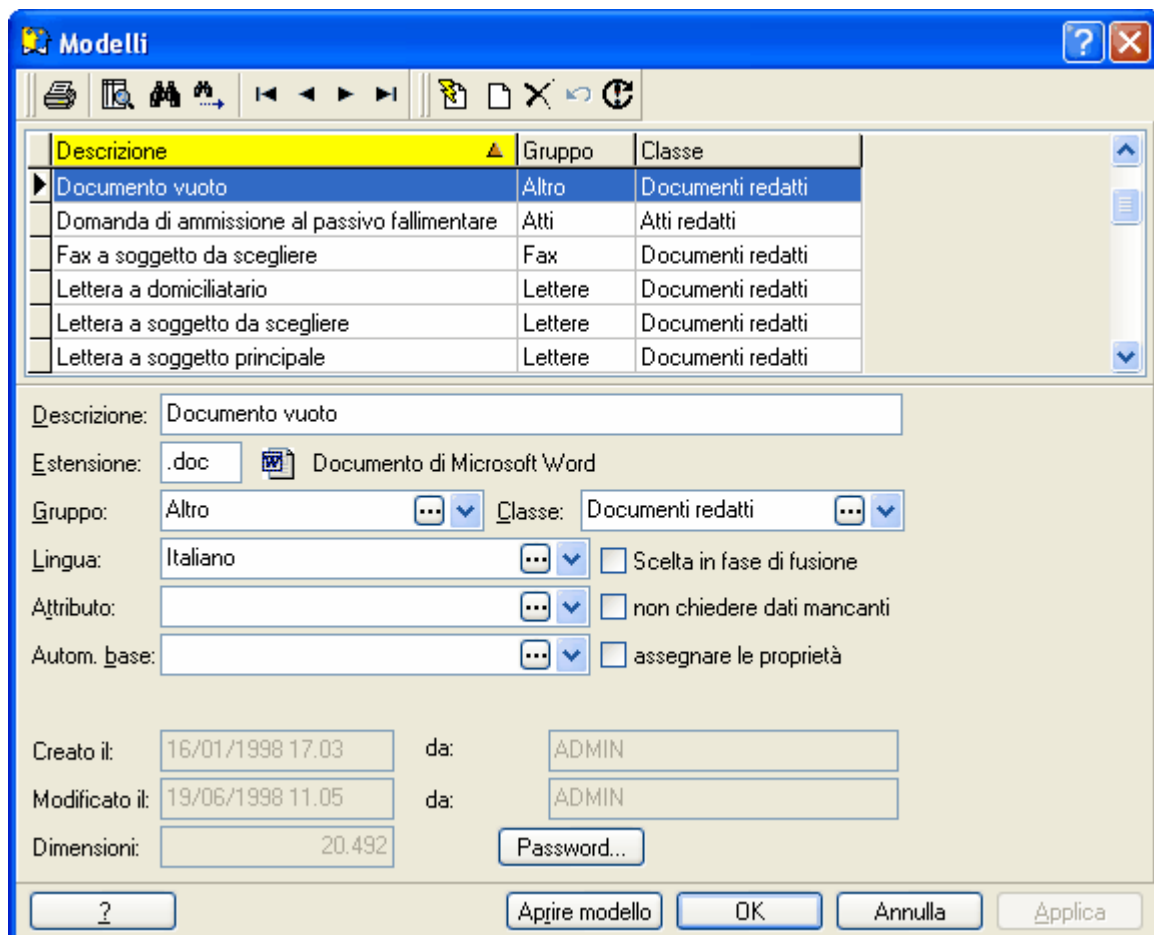 Modelli
Descrizione Gruppo Classe
Documento vuoto Altro Documenti redatti
Domanda di ammissione al passivo fallimentare Atti Atti redatti
Fax a soggetto da scegliere Fax Documenti redatti
Lettera a domiciliatario Lettere Documenti redatti
Lettera a soggetto da scegliere Lettere Documenti redatti
Lettera a soggetto principale Lettere Documenti redatti
Descrizione: Documento vuoto
Estensione: .doc Documento di Microsoft Word
Gruppo: Altro ... Classe: Documenti redatti ...
Lingua: Italiano ... Scelta in fase di fusione
Attributo: ... non chiedere dati mancanti
Autom. base: ... assegnare le proprietà
Creato il: 16/01/1998 17.03 da: ADMIN
Modificato il: 19/06/1998 11.05 da: ADMIN
Dimensioni: 20.492 Password...
? Aprire modello OK Annulla Applica